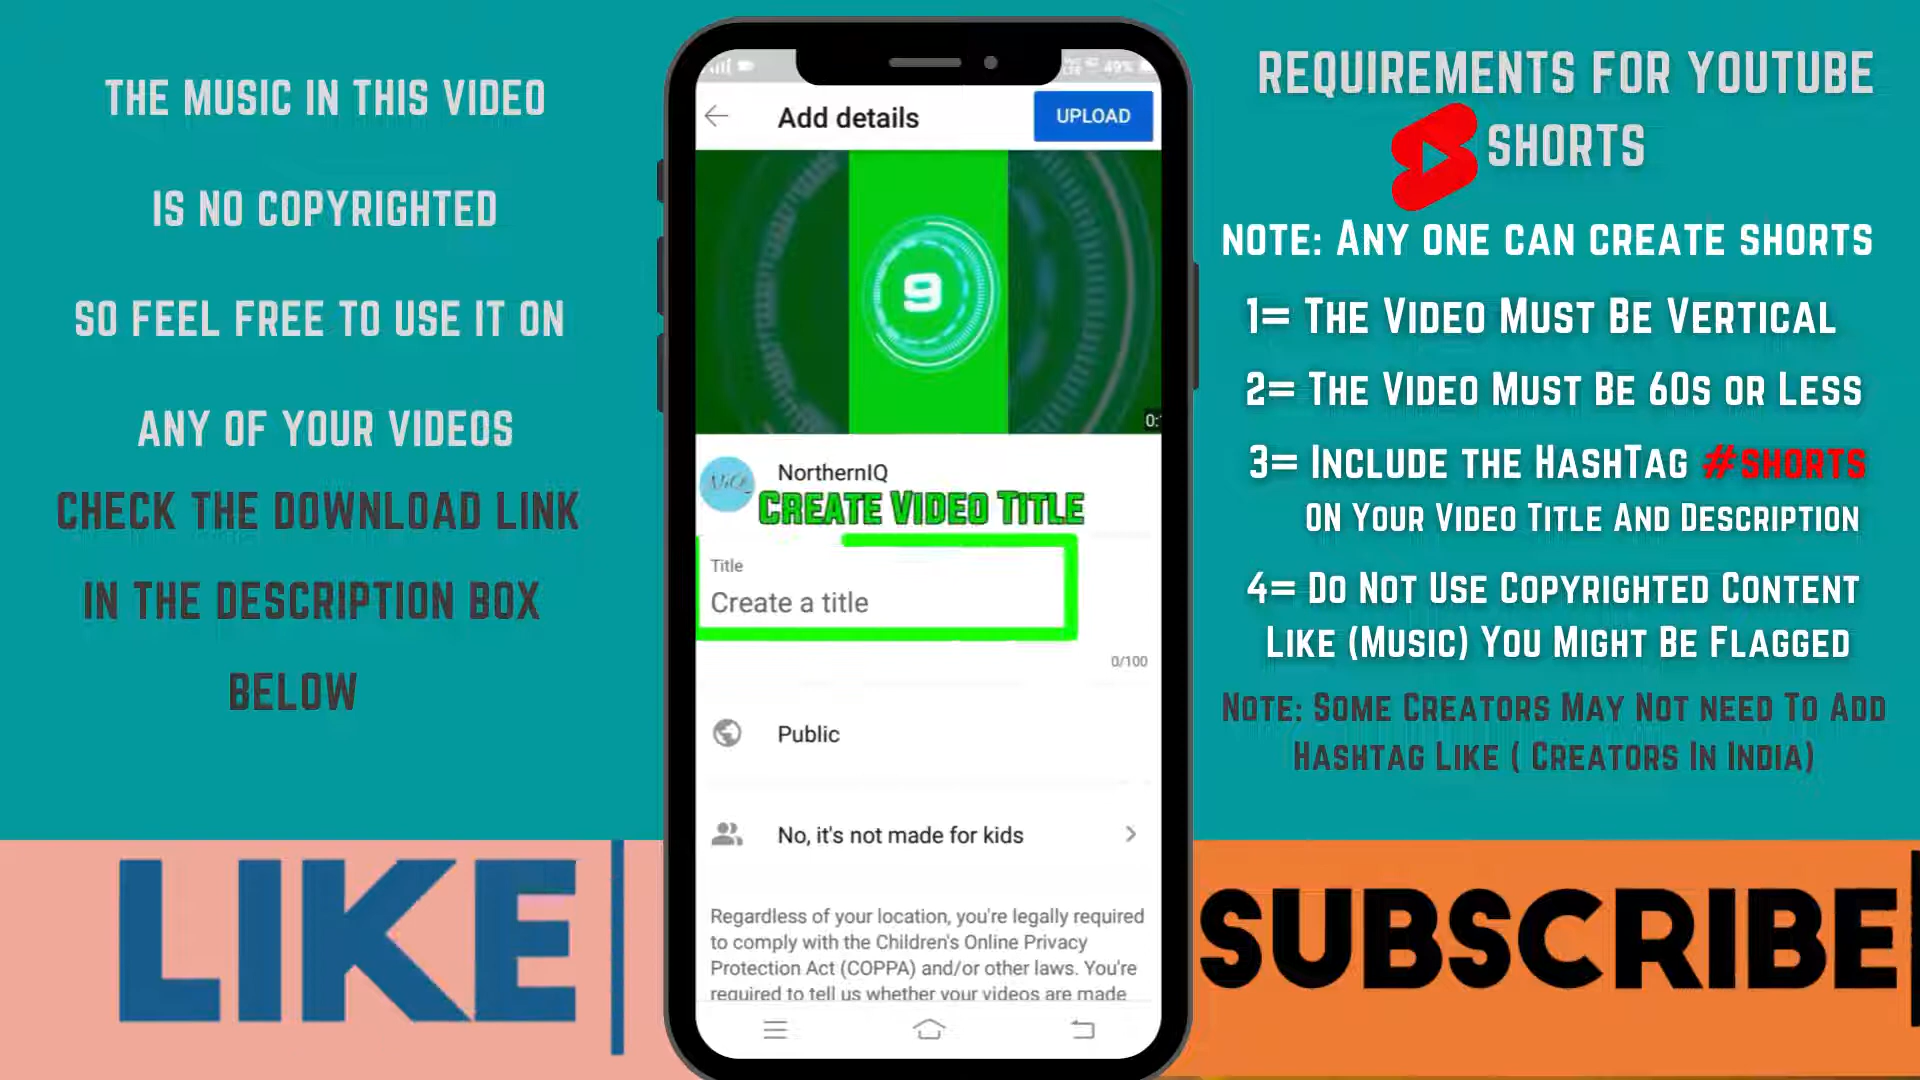 THE MUSIC IN THIS VIDEO
IS NO COPYRIGHTED
SO FEEL FREE TO USE IT ON
ANY OF YOUR VIDEOS
CHECK THE DOWNLOAD LINK
IN THE DESCRIPTION BOX
BELOW
LIKE
49%
Add details
UPLOAD
9
0:
NorthernIQ
CREATE VIDEO TITLE
Title
Create a title
0/100
Public
No, it's not made for kids
Regardless of your location, you're legally required
to comply with the Children's Online Privacy
Protection Act (COPPA) and/or other laws. You're
required to tell us whether your videos are made
REQUIREMENTS FOR YOUTUBE
SHORTS
NOTE: ANY ONE CAN CREATE SHORTS
1= THE VIDEO MUST BE VERTICAL
2= THE VIDEO MUST BE 60S OR LESS
3= INCLUDE THE HASHTAG #SHORTS
ON YOUR VIDEO TITLE AND DESCRIPTION
4= DO NOT USE COPYRIGHTED CONTENT
LIKE (MUSIC) YOU MIGHT BE FLAGGED
NOTE: SOME CREATORS MAY NOT NEED TO ADD
HASHTAG LIKE ( CREATORS IN INDIA)
SUBSCRIBE